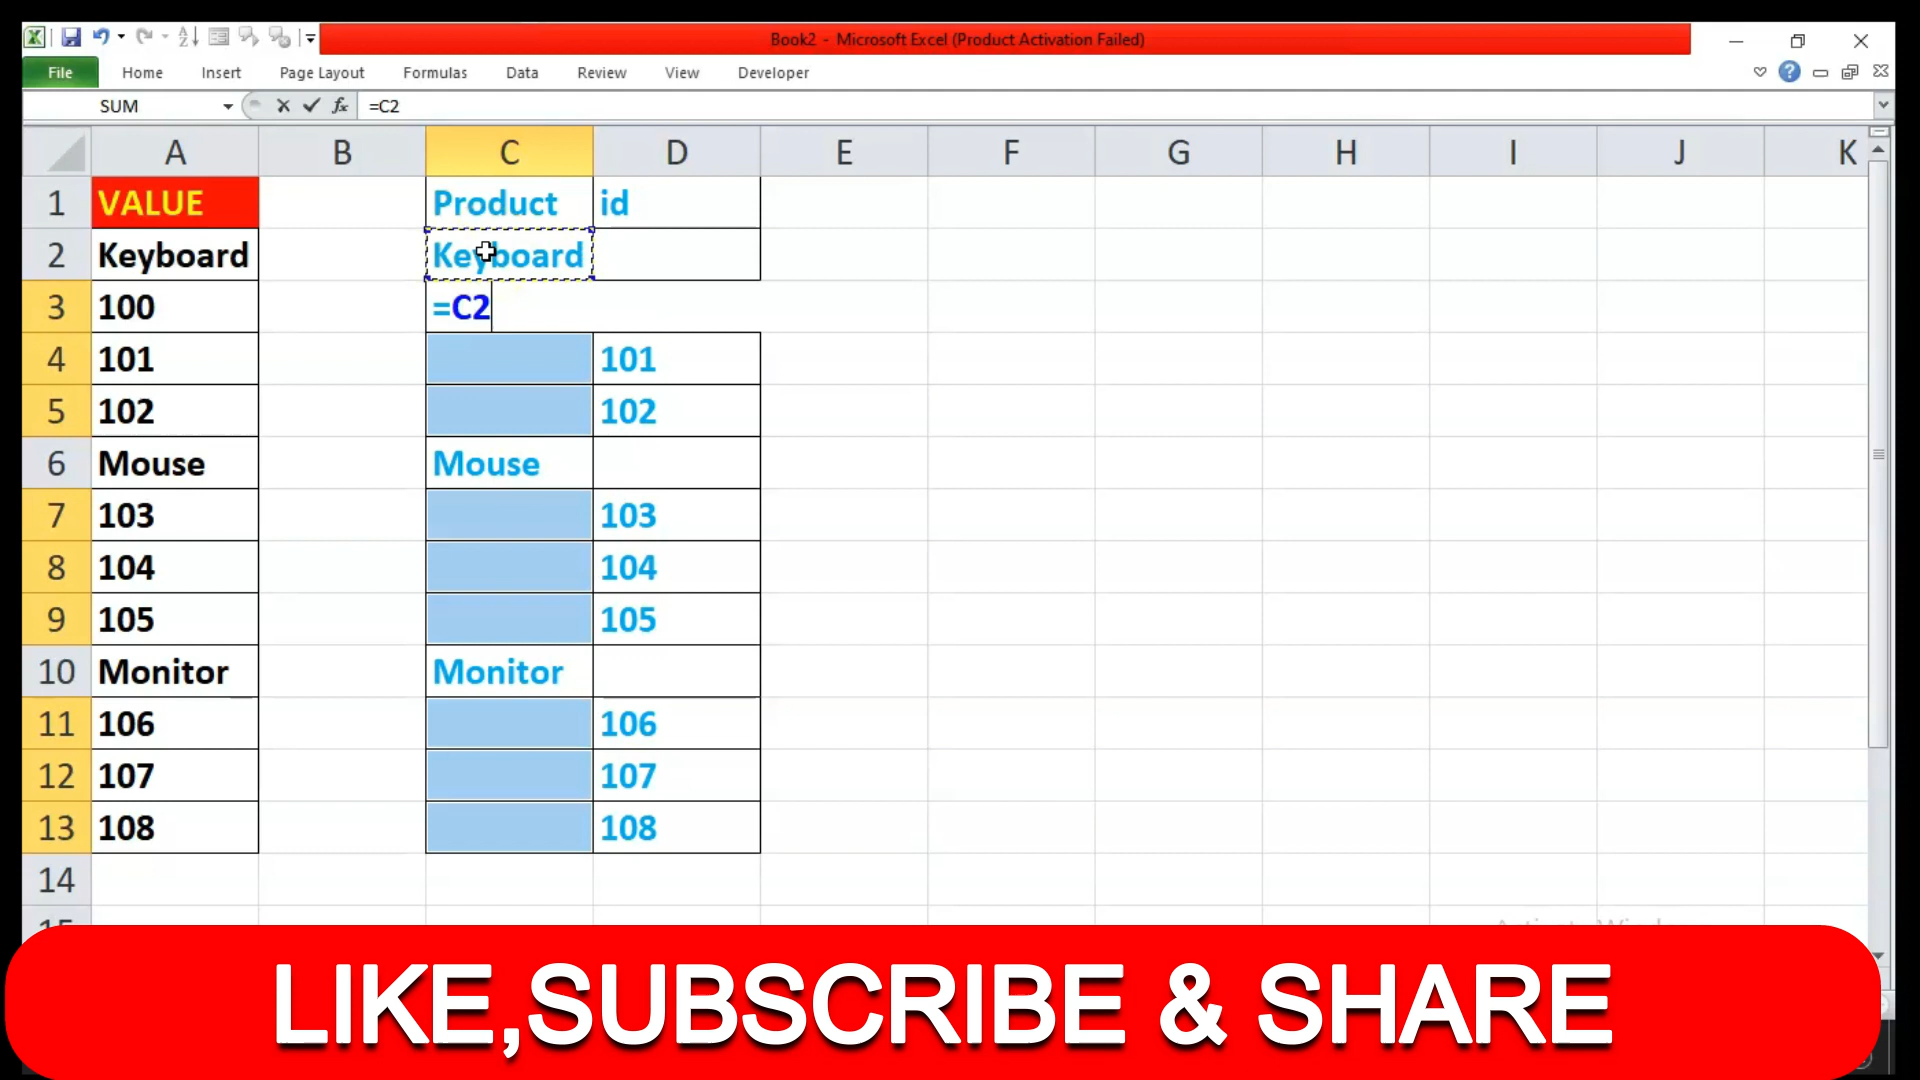 Book2 - Microsoft Excel (Product Activation Failed)
File Home Insert Page Layout Formulas Data Review View Developer
SUM fx =C2
A B C D E F G H I J K
1 VALUE Product id
2 Keyboard Keyboard
3 100 =C2
4 101 101
5 102 102
6 Mouse Mouse
7 103 103
8 104 104
9 105 105
10 Monitor Monitor
11 106 106
12 107 107
13 108 108
14
LIKE,SUBSCRIBE & SHARE